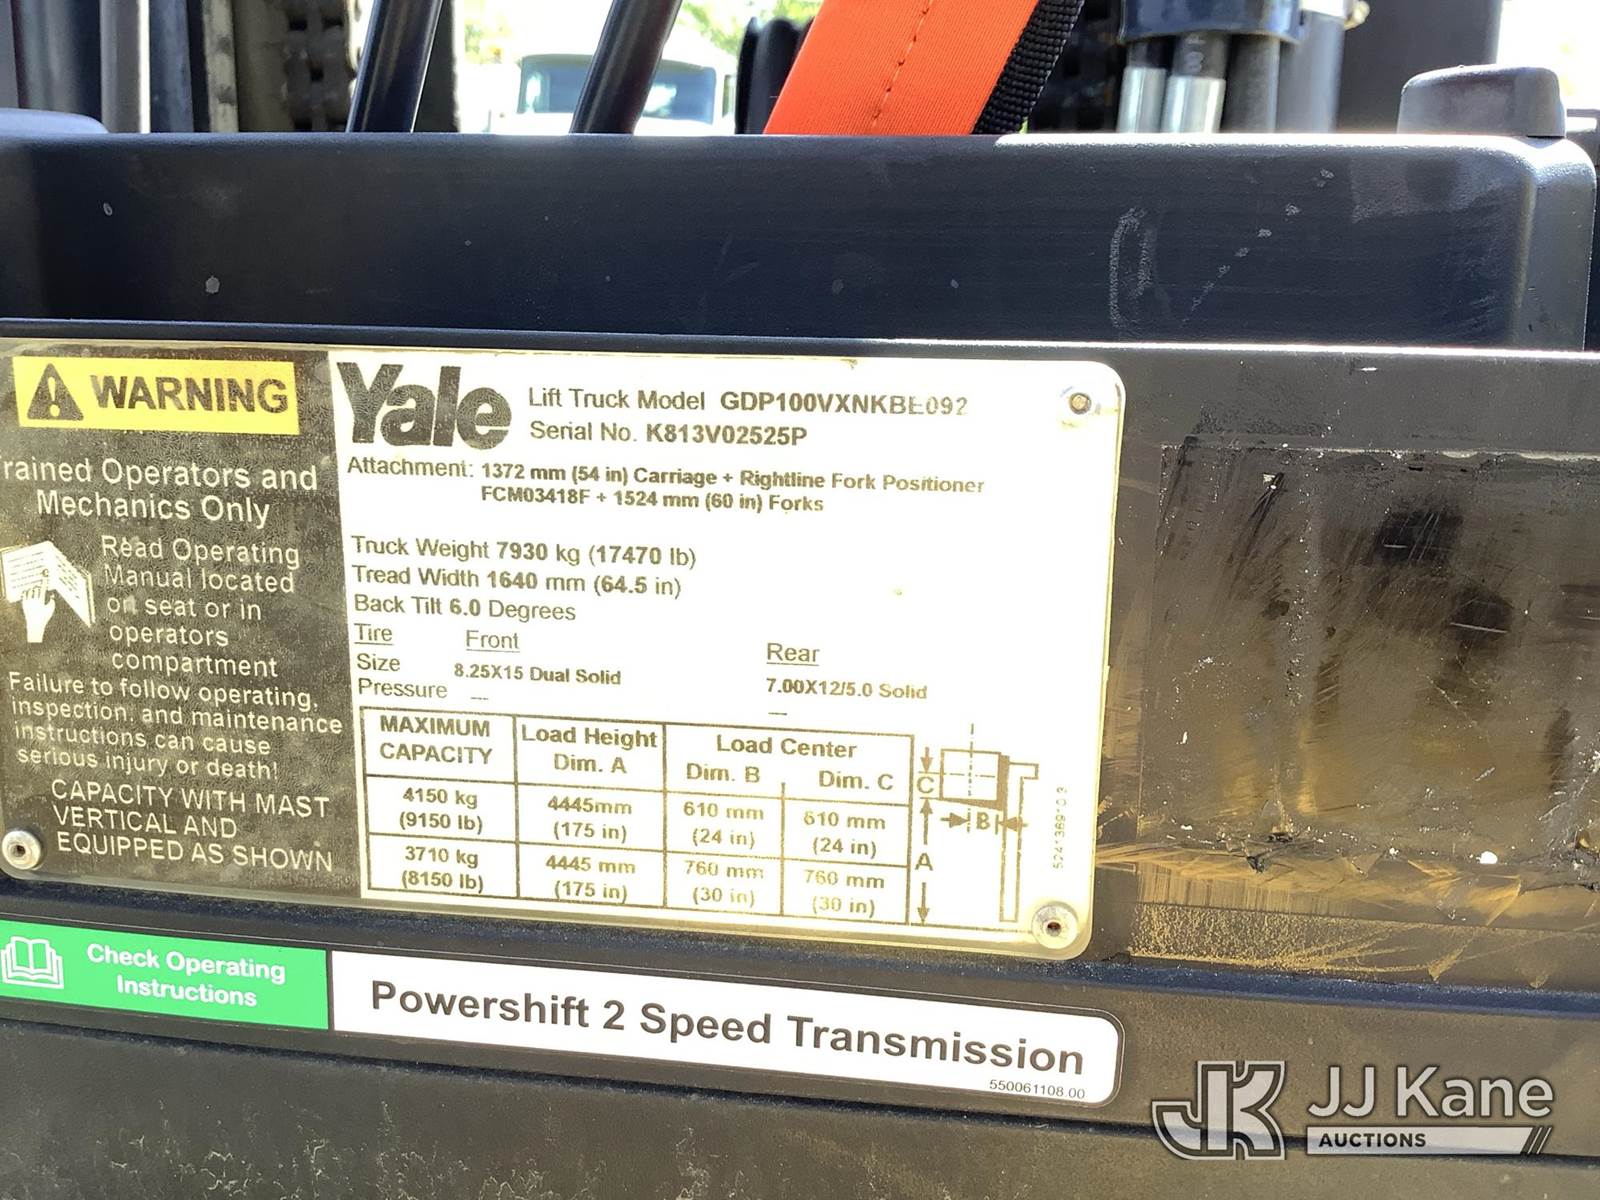 WARNING
rained Operators and
Mechanics Only
Read Operating
Manual located
on seat or in
operators
compartment
Failure to follow operating,
inspection, and maintenance
instructions can cause
serious injury or death!
CAPACITY WITH MAST
VERTICAL AND
EQUIPPED AS SHOWN
Yale
Lift Truck Model GDP100VXNKBE092
Serial No. K813V02525P
Attachment: 1372 mm (54 in) Carriage + Rightline Fork Positioner
FCM03418F + 1524 mm (60 in) Forks
Truck Weight 7930 kg (17470 lb)
Tread Width 1640 mm (64.5 in)
Back Tilt 6.0 Degrees
Tire Front Rear
Size 8.25X15 Dual Solid 7.00X12/5.0 Solid
Pressure — —
MAXIMUM CAPACITY Load Height Dim. A Load Center Dim. B Dim. C
4150 kg 4445mm 610 mm 610 mm
(9150 lb) (175 in) (24 in) (24 in)
3710 kg 4445 mm 760 mm 760 mm
(8150 lb) (175 in) (30 in) (30 in)
C
B
A
Check Operating
Instructions
Powershift 2 Speed Transmission
550061108.00
JK JJ Kane
AUCTIONS